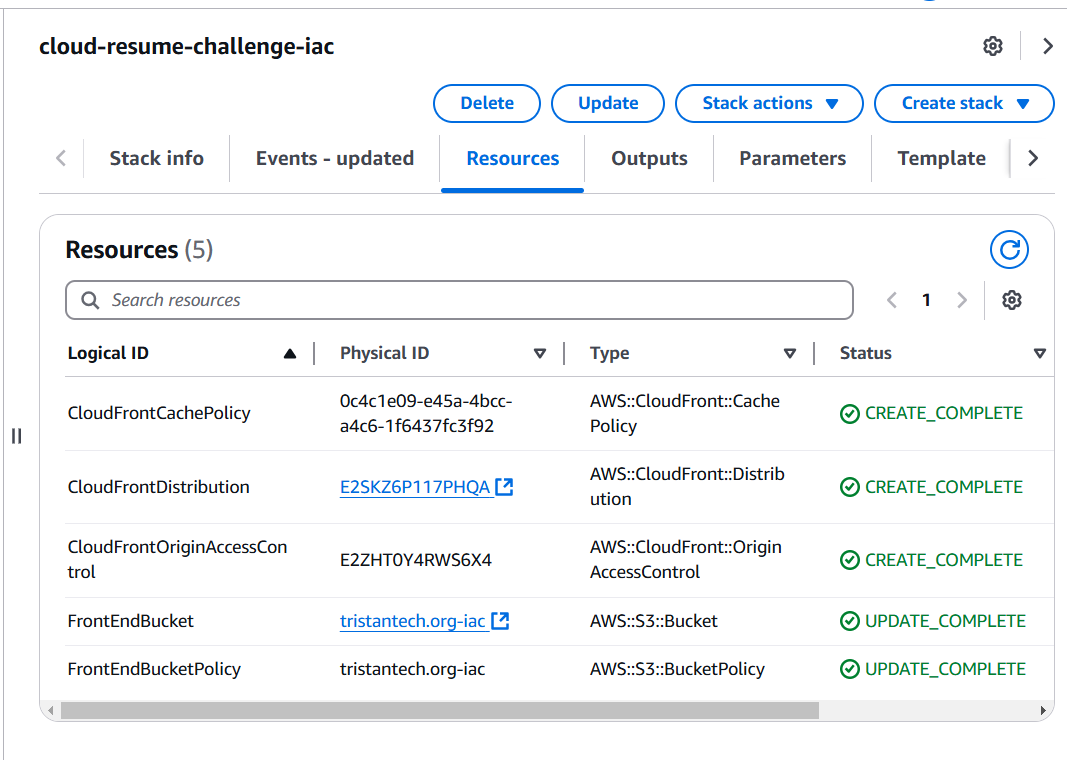 cloud-resume-challenge-iac
Delete Update Stack actions Create stack
Stack info Events - updated Resources Outputs Parameters Template
Resources (5)
Search resources 1
Logical ID Physical ID Type Status
CloudFrontCachePolicy 0c4c1e09-e45a-4bcc- AWS::CloudFront::Cache CREATE_COMPLETE
a4c6-1f6437fc3f92 Policy
CloudFrontDistribution E2SKZ6P117PHQA AWS::CloudFront::Distrib CREATE_COMPLETE
ution
CloudFrontOriginAccessCon E2ZHT0Y4RWS6X4 AWS::CloudFront::Origin CREATE_COMPLETE
trol AccessControl
FrontEndBucket tristantech.org-iac AWS::S3::Bucket UPDATE_COMPLETE
FrontEndBucketPolicy tristantech.org-iac AWS::S3::BucketPolicy UPDATE_COMPLETE